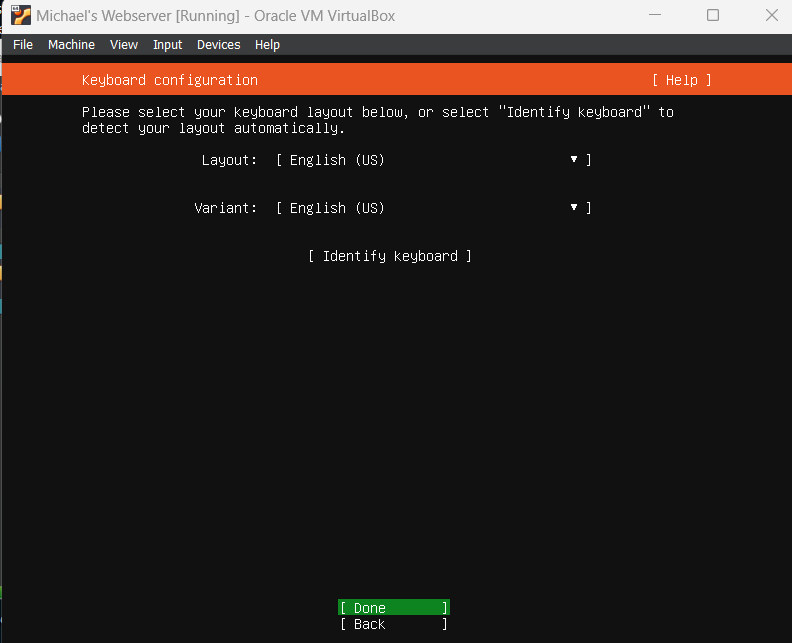 Michael's Webserver [Running] - Oracle VM VirtualBox
File Machine View Input Devices Help
Keyboard configuration [ Help ]
Please select your keyboard layout below, or select "Identify keyboard" to
detect your layout automatically.
Layout: [ English (US) ▾ ]
Variant: [ English (US) ▾ ]
[ Identify keyboard ]
[ Done ]
[ Back ]